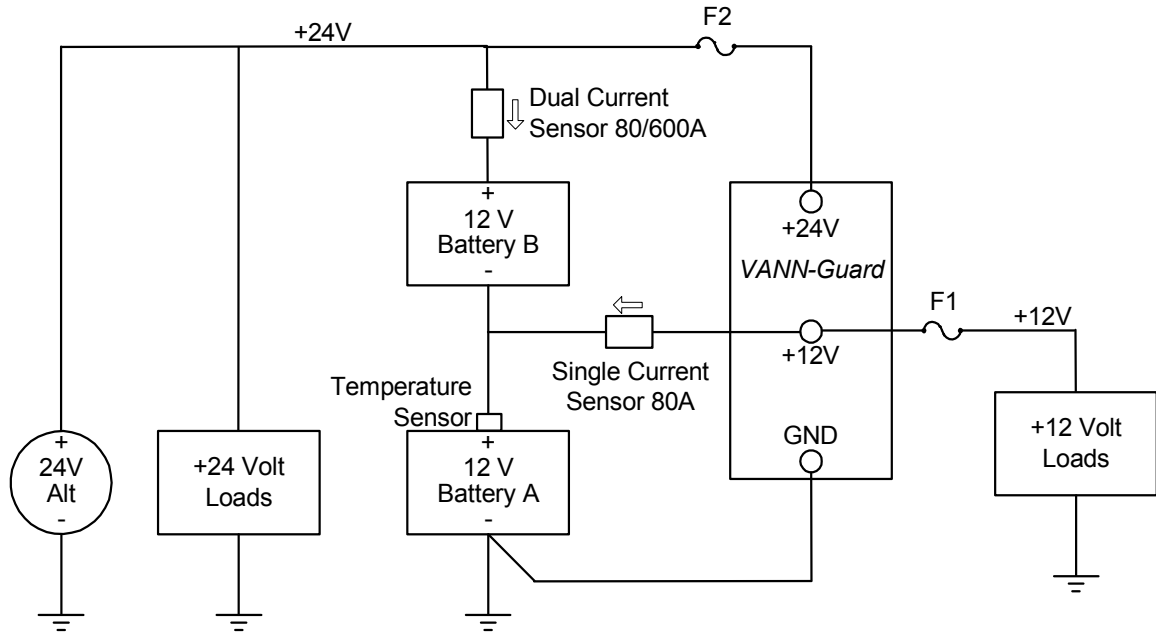 F2
+24V
Dual Current
Sensor 80/600A
+
12 V
Battery B
-
+24V
VANN-Guard
F1
+12V
+12V
Single Current
Sensor 80A
Temperature
Sensor
GND
+
24V
Alt
-
+24 Volt
Loads
+
12 V
Battery A
-
+12 Volt
Loads